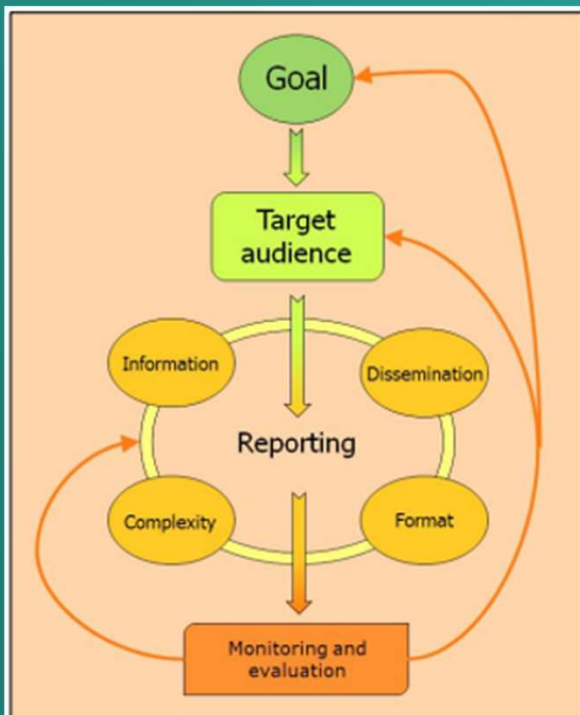 Goal
Target
audience
Information
Dissemination
Reporting
Complexity
Format
Monitoring and
evaluation